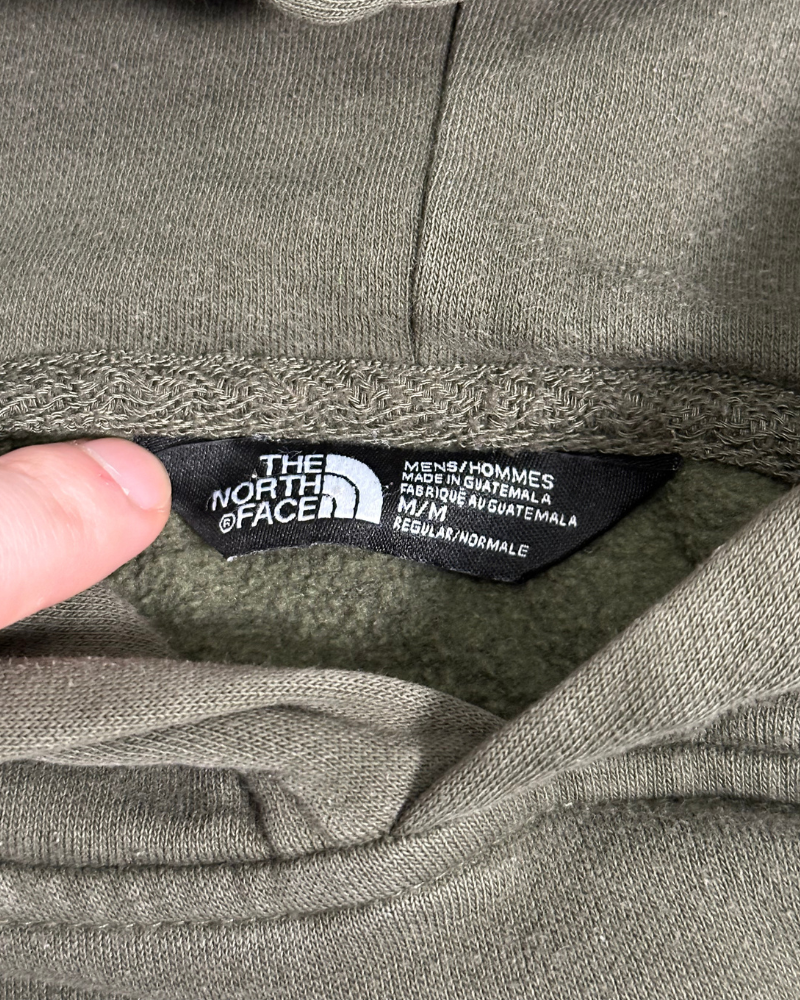 THE
NORTH
®FACE
MENS/HOMMES
MADE IN GUATEMALA
FABRIQUÉ AU GUATEMALA
M/M
REGULAR/NORMALE